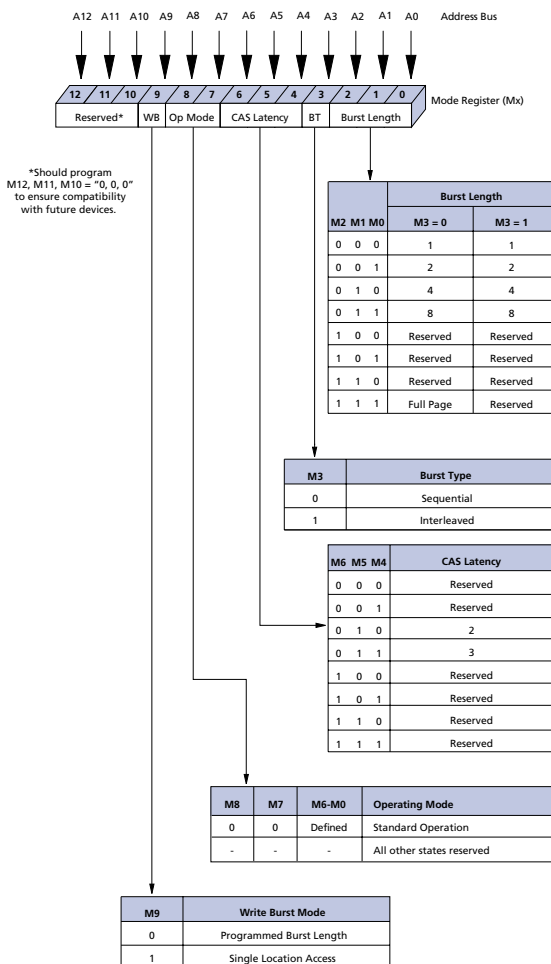 A12 A11 A10 A9 A8 A7 A6 A5 A4 A3 A2 A1 A0 Address Bus
12 11 10 9 8 7 6 5 4 3 2 1 0 Mode Register (Mx)
Reserved* WB Op Mode CAS Latency BT Burst Length
*Should program
M12, M11, M10 = “0, 0, 0”
to ensure compatibility
with future devices.
Burst Length
M2 M1 M0 M3 = 0 M3 = 1
0 0 0 1 1
0 0 1 2 2
0 1 0 4 4
0 1 1 8 8
1 0 0 Reserved Reserved
1 0 1 Reserved Reserved
1 1 0 Reserved Reserved
1 1 1 Full Page Reserved
M3 Burst Type
0 Sequential
1 Interleaved
M6 M5 M4 CAS Latency
0 0 0 Reserved
0 0 1 Reserved
0 1 0 2
0 1 1 3
1 0 0 Reserved
1 0 1 Reserved
1 1 0 Reserved
1 1 1 Reserved
M8 M7 M6-M0 Operating Mode
0 0 Defined Standard Operation
- - - All other states reserved
M9 Write Burst Mode
0 Programmed Burst Length
1 Single Location Access